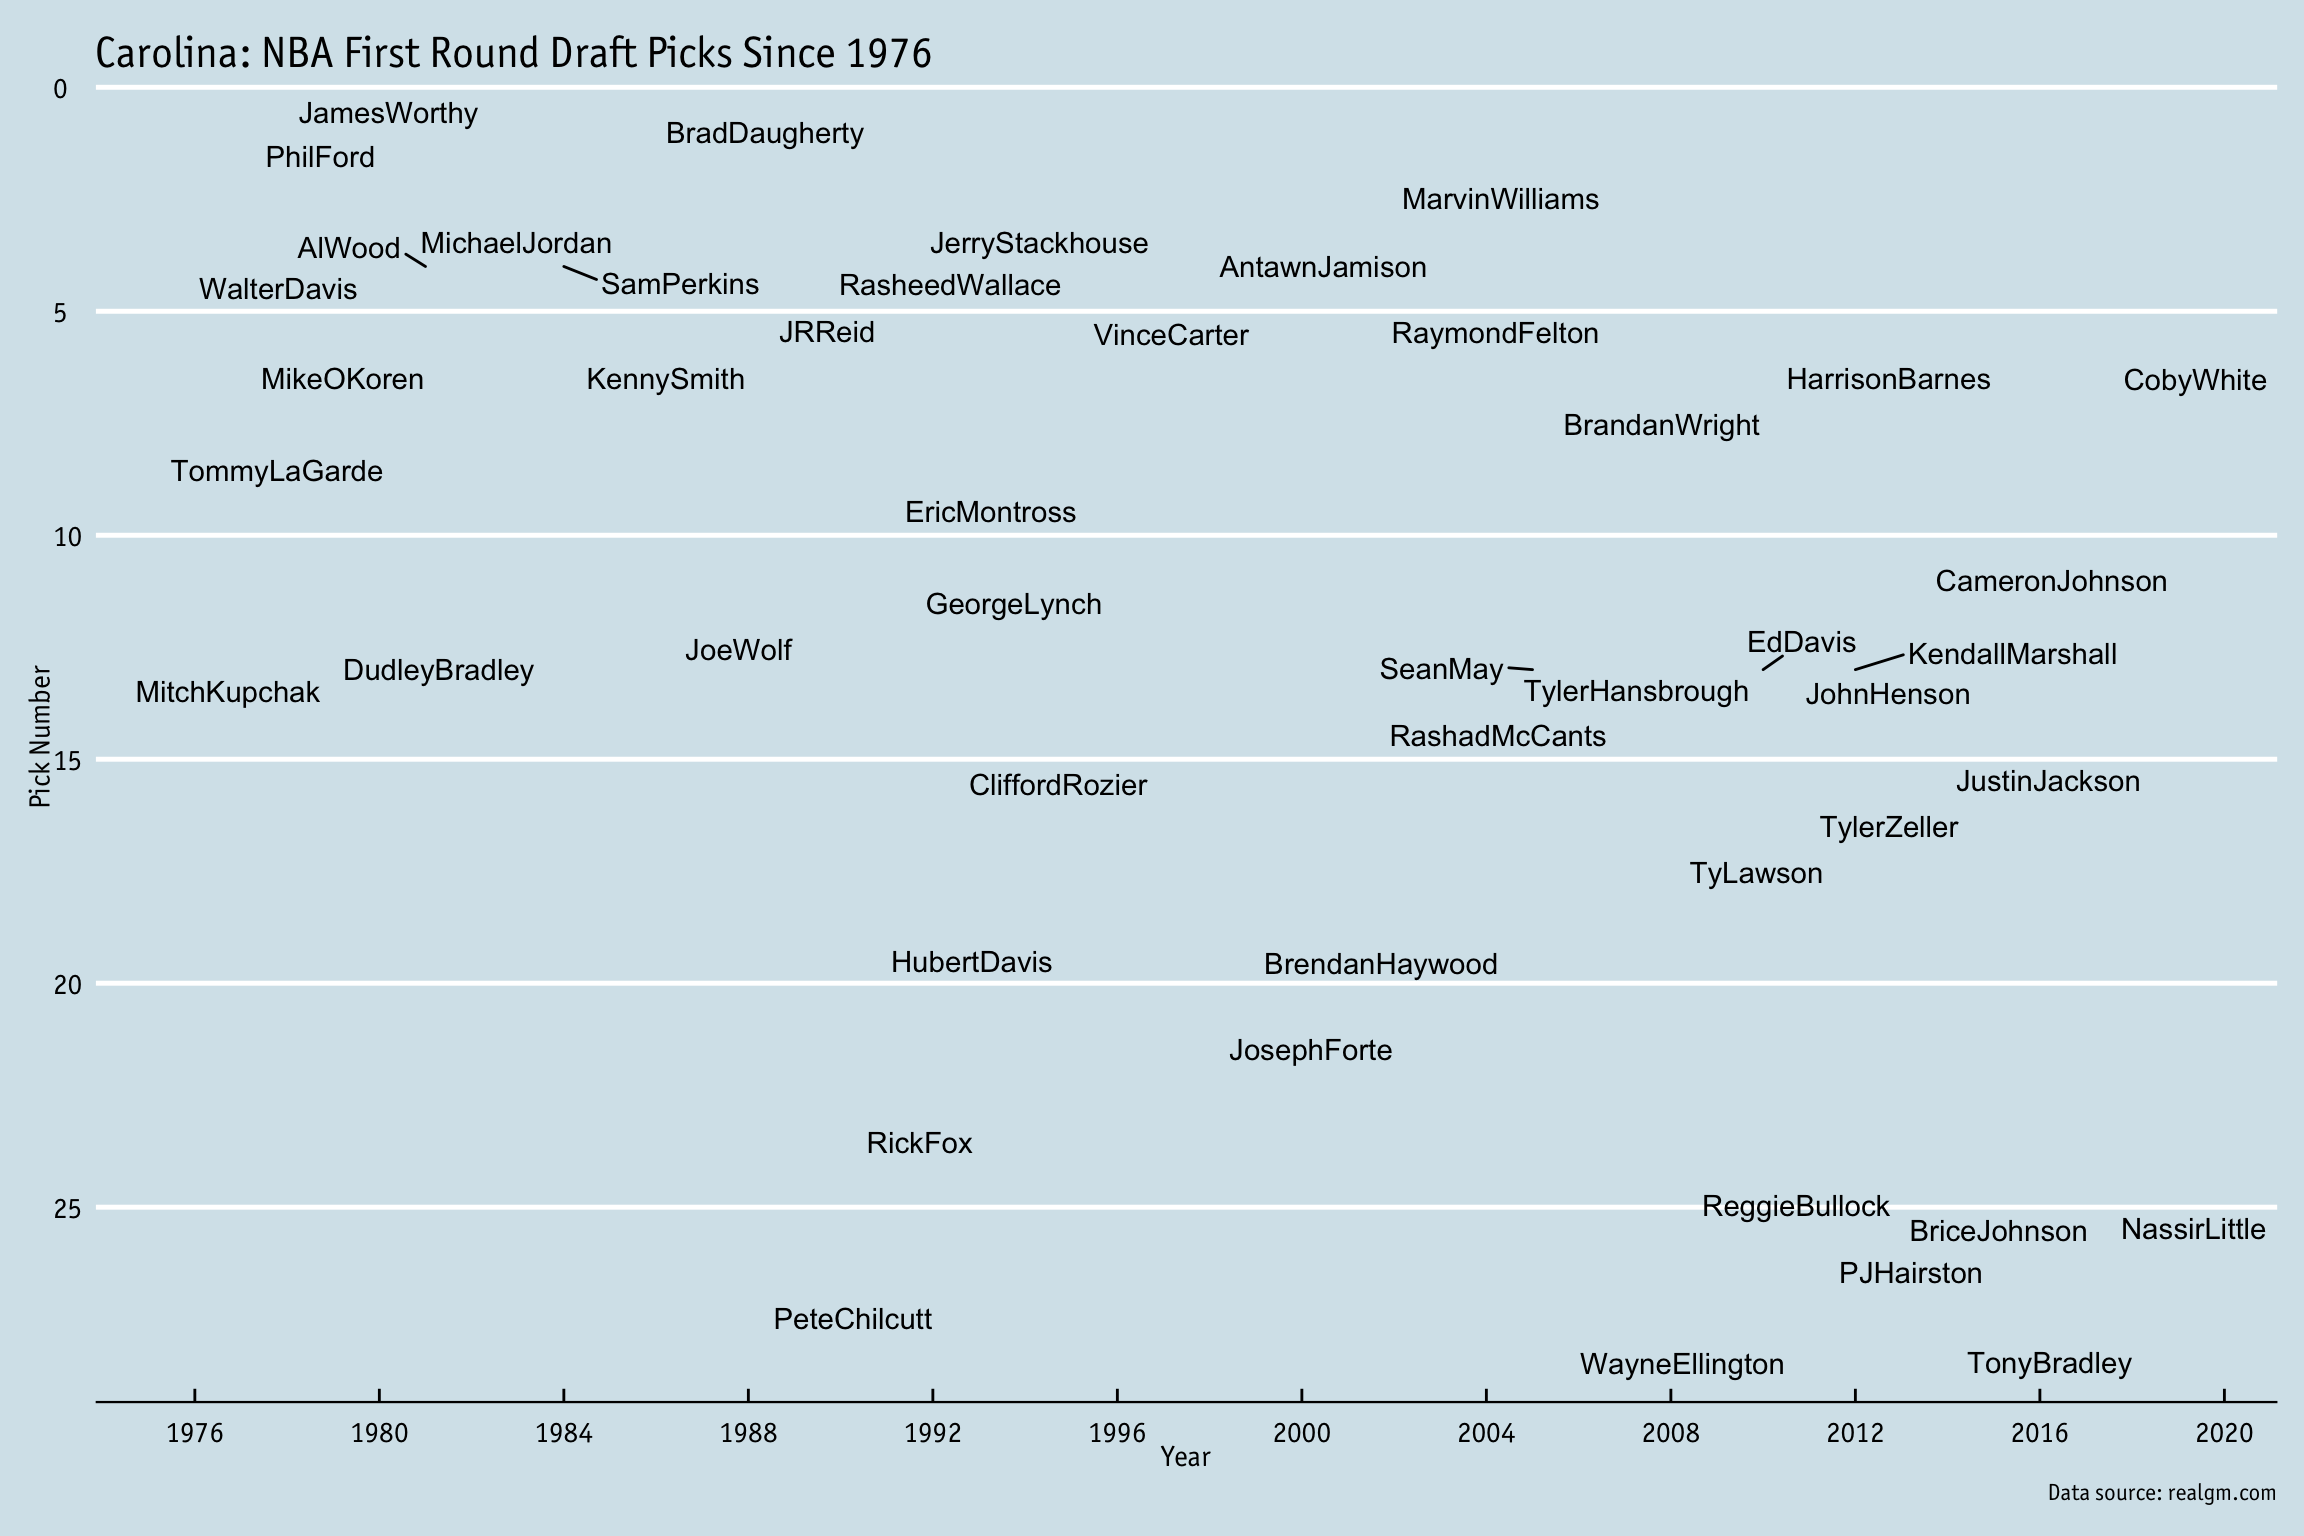 Carolina: NBA First Round Draft Picks Since 1976
0
JamesWorthy
BradDaugherty
PhilFord
MarvinWilliams
AlWood
MichaelJordan
JerryStackhouse
AntawnJamison
WalterDavis
SamPerkins
RasheedWallace
5
JRReid
VinceCarter
RaymondFelton
MikeOKoren
KennySmith
HarrisonBarnes
CobyWhite
BrandanWright
TommyLaGarde
EricMontross
10
CameronJohnson
GeorgeLynch
EdDavis
JoeWolf
KendallMarshall
DudleyBradley
SeanMay
MitchKupchak
TylerHansbrough
JohnHenson
RashadMcCants
Pick Number
15
CliffordRozier
JustinJackson
TylerZeller
TyLawson
HubertDavis
BrendanHaywood
20
JosephForte
RickFox
25
ReggieBullock
BriceJohnson
NassirLittle
PJHairston
PeteChilcutt
WayneEllington
TonyBradley
1976 1980 1984 1988 1992 1996 2000 2004 2008 2012 2016 2020
Year
Data source: realgm.com